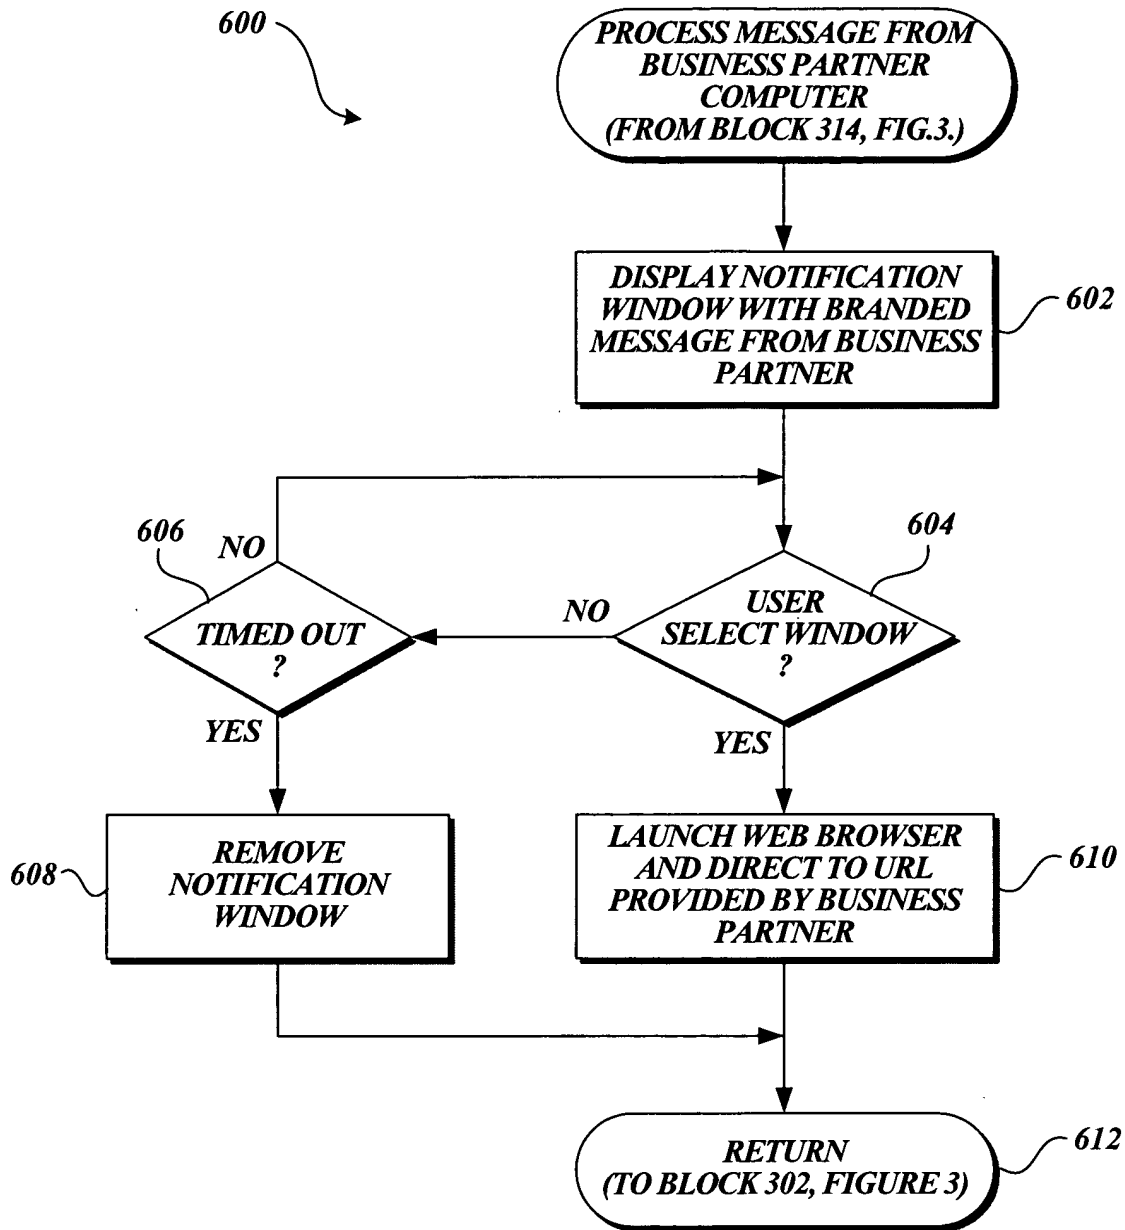 600
PROCESS MESSAGE FROM
BUSINESS PARTNER
COMPUTER
(FROM BLOCK 314, FIG.3.)
DISPLAY NOTIFICATION
WINDOW WITH BRANDED
MESSAGE FROM BUSINESS
PARTNER
602
606
NO
604
TIMED OUT
?
NO
USER
SELECT WINDOW
?
YES
YES
608
REMOVE
NOTIFICATION
WINDOW
LAUNCH WEB BROWSER
AND DIRECT TO URL
PROVIDED BY BUSINESS
PARTNER
610
RETURN
(TO BLOCK 302, FIGURE 3)
612